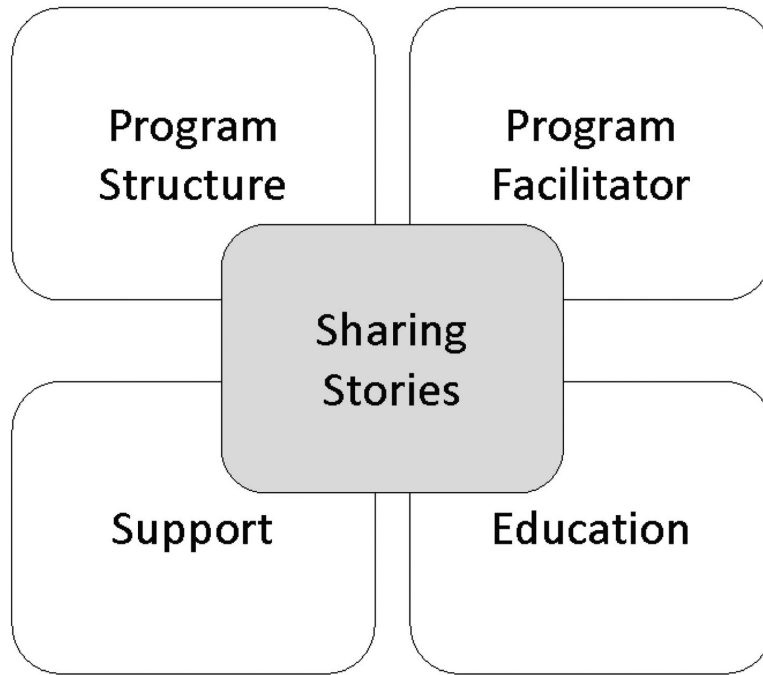 Program
Structure
Program
Facilitator
Sharing
Stories
Support
Education